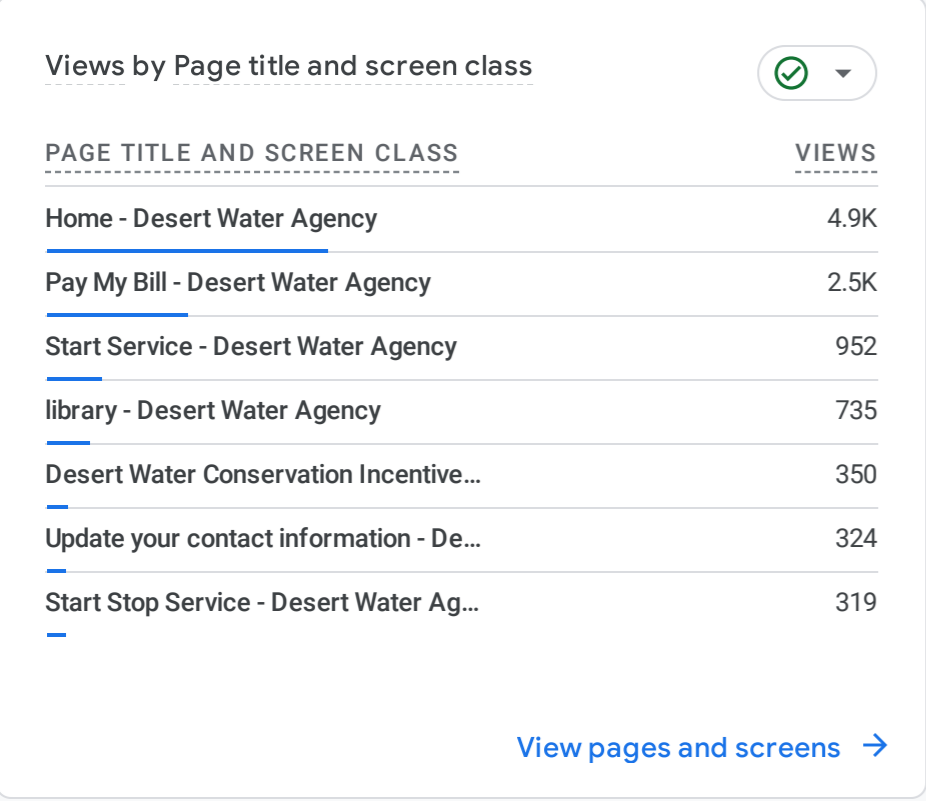 Views by Page title and screen class
PAGE TITLE AND SCREEN CLASS VIEWS
Home - Desert Water Agency 4.9K
Pay My Bill - Desert Water Agency 2.5K
Start Service - Desert Water Agency 952
library - Desert Water Agency 735
Desert Water Conservation Incentive... 350
Update your contact information - De... 324
Start Stop Service - Desert Water Ag... 319
View pages and screens